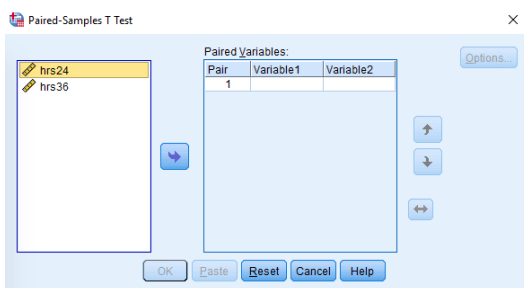 Paired-Samples T Test
Paired Variables:
Options...
hrs24
hrs36
Pair Variable1 Variable2
1
OK Paste Reset Cancel Help